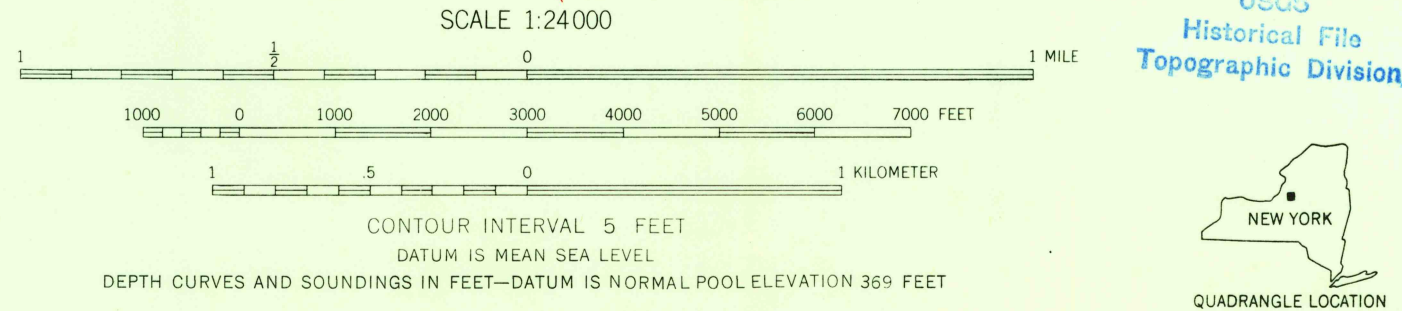 SCALE 1:24000
1 ½ 0 1 MILE
1000 0 1000 2000 3000 4000 5000 6000 7000 FEET
1 .5 0 1 KILOMETER
CONTOUR INTERVAL 5 FEET
DATUM IS MEAN SEA LEVEL
DEPTH CURVES AND SOUNDINGS IN FEET—DATUM IS NORMAL POOL ELEVATION 369 FEET
USGS
Historical File
Topographic Division
NEW YORK
QUADRANGLE LOCATION